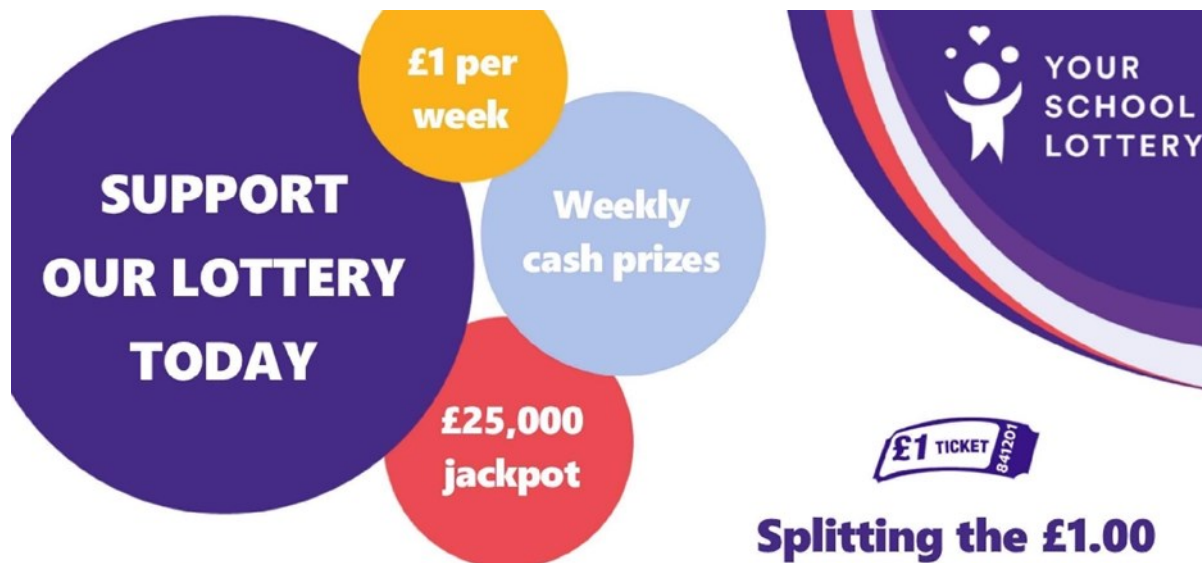 SUPPORT
OUR LOTTERY
TODAY
£1 per
week
Weekly
cash prizes
£25,000
jackpot
YOUR
SCHOOL
LOTTERY
£1 TICKET 841201
Splitting the £1.00